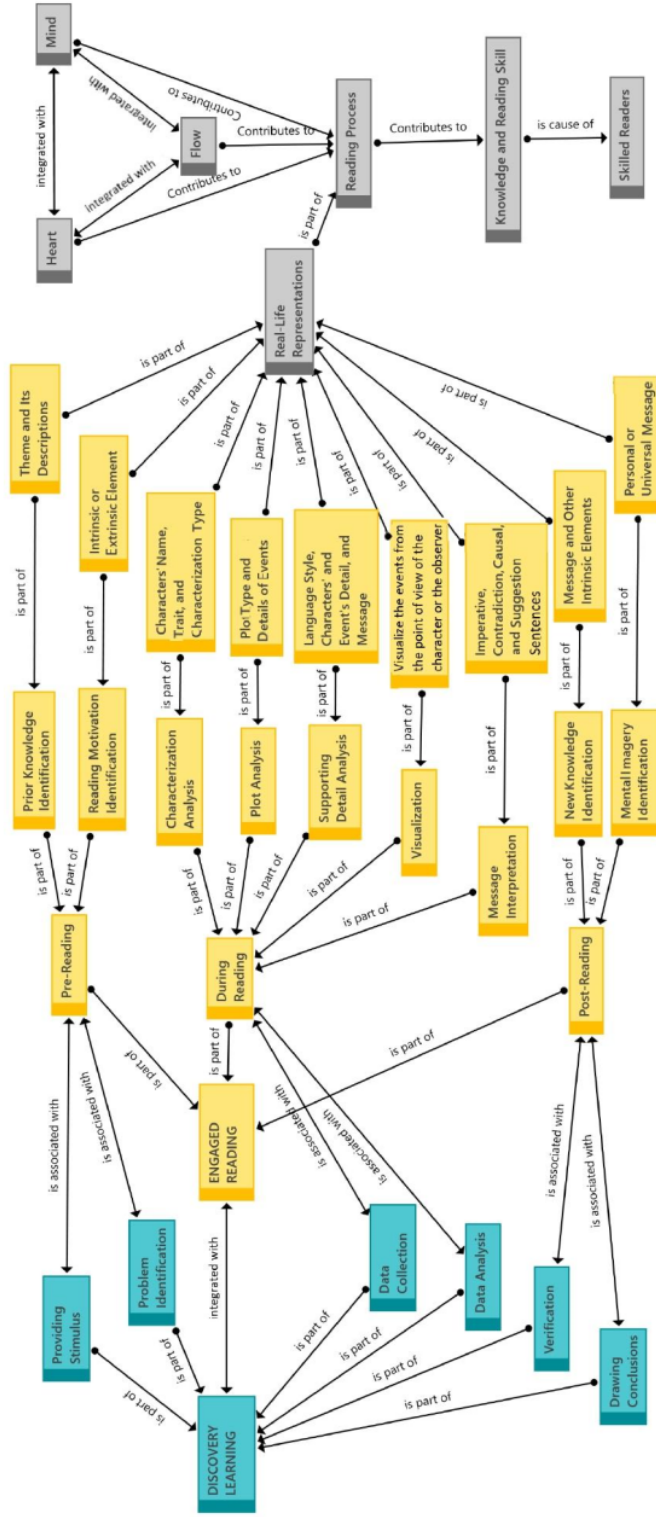 Providing
Stimulus
is associated with
Pre-Reading
is part of
Prior Knowledge
Identification
is part of
Theme and Its
Descriptions
is part of
Heart
integrated with
Mind
is part of
Problem
Identification
is associated with
is part of
Reading Motivation
Identification
is part of
Intrinsic or
Extrinsic Element
is part of
integrated with
integrated with
is part of
is part of
Contributes to
Flow
Contributes to
Contributes to
DISCOVERY
LEARNING
integrated with
ENGAGED
READING
is part of
During
Reading
is part of
Characterization
Analysis
is part of
Characters' Name,
Trait, and
Characterization Type
is part of
is part of
Plot Analysis
is part of
Plot Type and
Details of Events
is part of
Real-Life
Representations
is part of
Reading Process
is part of
Supporting
Detail Analysis
is part of
Language Style,
Characters' and
Event's Detail, and
Message
is part of
Contributes to
is part of
Data
Collection
is associated with
is part of
Visualization
is part of
Visualize the events from
the point of view of the
character or the observer
is part of
Knowledge and Reading Skill
is part of
Data Analysis
is associated with
is part of
Message
Interpretation
is part of
Imperative,
Contradiction, Causal,
and Suggestion
Sentences
is part of
is cause of
is part of
Verification
is associated with
is part of
Post-Reading
is part of
New Knowledge
Identification
is part of
Message and Other
Intrinsic Elements
is part of
Skilled Readers
is part of
Drawing
Conclusions
is associated with
is part of
Mental Imagery
Identification
is part of
Personal or
Universal Message
is part of